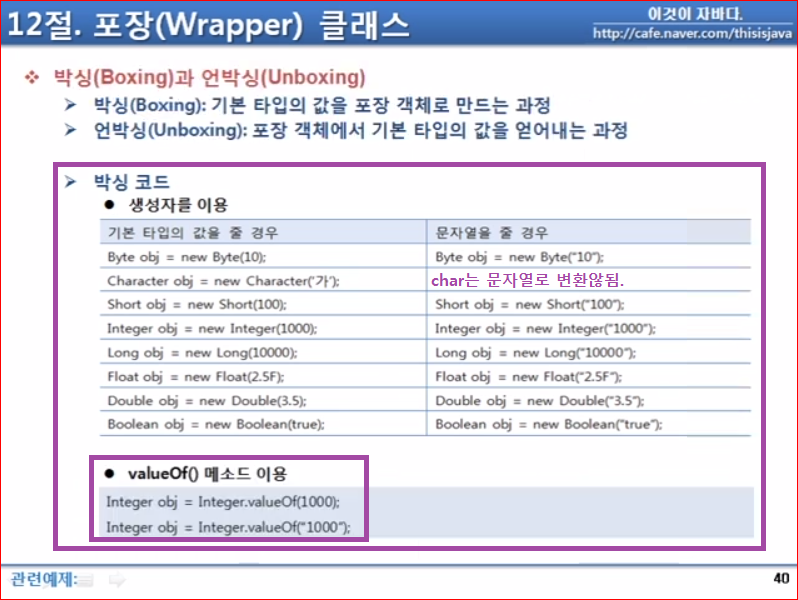 12절. 포장(Wrapper) 클래스
이것이 자바다.
http://cafe.naver.com/thisisjava
박싱(Boxing)과 언박싱(Unboxing)
박싱(Boxing): 기본 타입의 값을 포장 객체로 만드는 과정
언박싱(Unboxing): 포장 객체에서 기본 타입의 값을 얻어내는 과정
박싱 코드
생성자를 이용
기본 타입의 값을 줄 경우 문자열을 줄 경우
Byte obj = new Byte(10); Byte obj = new Byte("10");
Character obj = new Character('가'); char는 문자열로 변환않됨.
Short obj = new Short(100); Short obj = new Short("100");
Integer obj = new Integer(1000); Integer obj = new Integer("1000");
Long obj = new Long(10000); Long obj = new Long("10000");
Float obj = new Float(2.5F); Float obj = new Float("2.5F");
Double obj = new Double(3.5); Double obj = new Double("3.5");
Boolean obj = new Boolean(true); Boolean obj = new Boolean("true");
valueOf() 메소드 이용
Integer obj = Integer.valueOf(1000);
Integer obj = Integer.valueOf("1000");
관련예제:
40